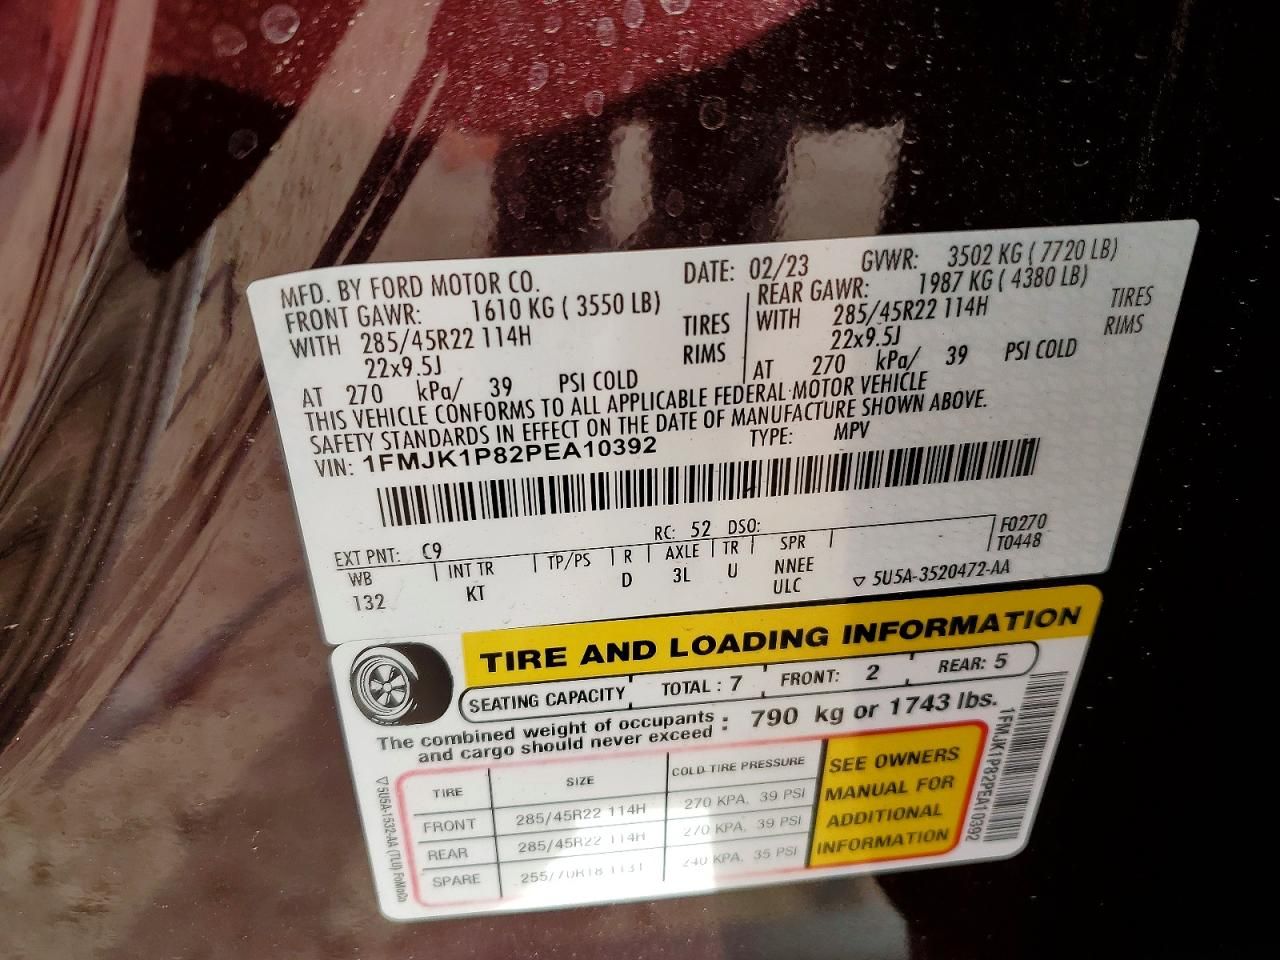 MFD. BY FORD MOTOR CO.
DATE: 02/23
GVWR: 3502 KG ( 7720 LB)
FRONT GAWR: 1610 KG ( 3550 LB)
REAR GAWR: 1987 KG ( 4380 LB)
WITH 285/45R22 114H TIRES
WITH 285/45R22 114H TIRES
22x9.5J RIMS
22x9.5J RIMS
AT 270 kPa/ 39 PSI COLD
AT 270 kPa/ 39 PSI COLD
THIS VEHICLE CONFORMS TO ALL APPLICABLE FEDERAL MOTOR VEHICLE
SAFETY STANDARDS IN EFFECT ON THE DATE OF MANUFACTURE SHOWN ABOVE.
VIN: 1FMJK1P82PEA10392
TYPE: MPV
EXT PNT: C9 RC: 52 DSO:
F0270
T0448
WB INT TR TP/PS R AXLE TR SPR
132 KT D 3L U NNEE
ULC
5U5A-3520472-AA
TIRE AND LOADING INFORMATION
SEATING CAPACITY TOTAL : 7 FRONT: 2 REAR: 5
The combined weight of occupants
and cargo should never exceed : 790 kg or 1743 lbs.
TIRE SIZE COLD TIRE PRESSURE
FRONT 285/45R22 114H 270 KPA, 39 PSI
REAR 285/45R22 114H 270 KPA, 39 PSI
SPARE 255/70R18 113T 240 KPA, 35 PSI
SEE OWNERS
MANUAL FOR
ADDITIONAL
INFORMATION
1FMJK1P82PEA10392
5U5A-1532-AA (TLU) FoMoCo